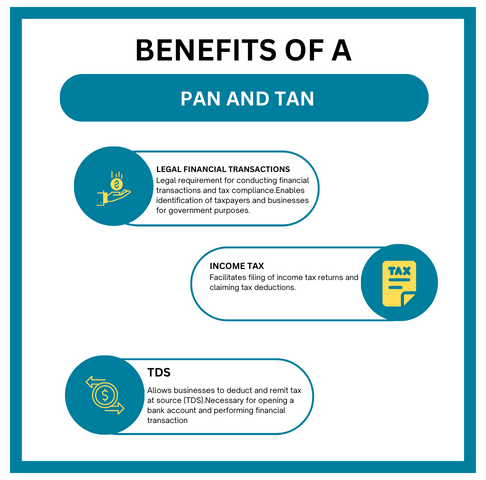 BENEFITS OF A
PAN AND TAN
LEGAL FINANCIAL TRANSACTIONS
Legal requirement for conducting financial
transactions and tax compliance.Enables
identification of taxpayers and businesses
for government purposes.
INCOME TAX
Facilitates filing of income tax returns and
claiming tax deductions.
TAX
TDS
Allows businesses to deduct and remit tax
at source (TDS).Necessary for opening a
bank account and performing financial
transaction